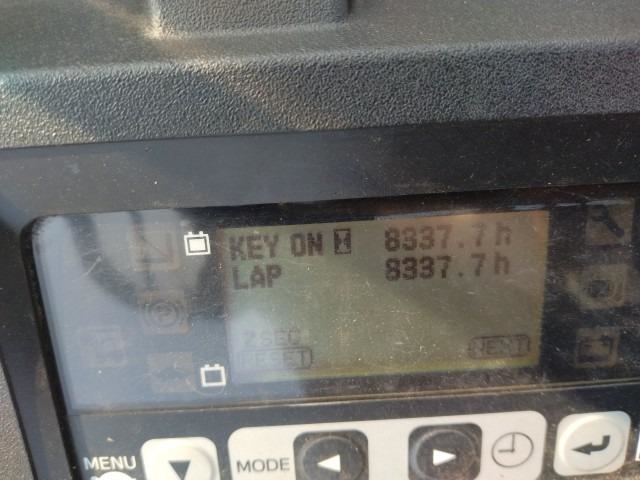 KEY ON 8337.7 h
LAP 8337.7 h
2SEC
RESET NEXT
MENU
MODE